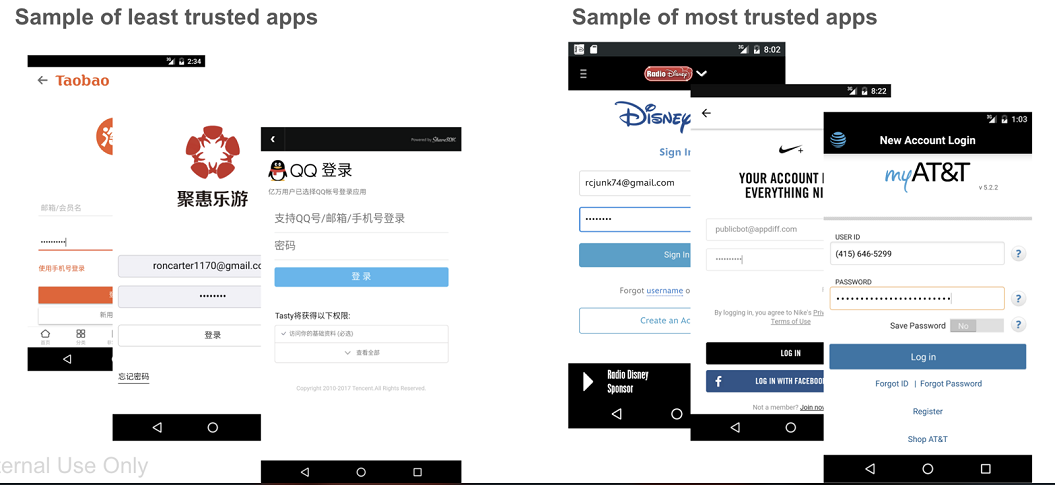 Sample of least trusted apps
2:34
Taobao
邮箱/会员名
••••••••••
使用手机号登录
新用
首页
分类
聚惠乐游
roncarter1170@gmail.co
••••••••
登录
忘记密码
Powered by ShareSDK
QQ 登录
亿万用户已选择QQ帐号登录应用
支持QQ号/邮箱/手机号登录
密码
登 录
Tasty将获得以下权限:
访问你的基础资料 (必选)
查看全部
Copyright 2010-2017 Tencent.All Rights Reserved.
Sample of most trusted apps
3G 8:02
Radio Disney
Disney
Sign In
rcjunk74@gmail.com
••••••••
Sign In
Forgot username o
Create an Ac
Radio Disney
Sponsor
3G 8:22
YOUR ACCOUNT
EVERYTHING NI
publicbot@appdiff.com
••••••••••
By logging in, you agree to Nike's Priv
Terms of Use
LOG IN
f LOG IN WITH FACEBOOK
Not a member? Join now
3G 1:03
New Account Login
myAT&T
v 5.2.2
USER ID
(415) 646-5299
?
PASSWORD
••••••••••••••••••••••••
?
Save Password No ?
Log in
Forgot ID | Forgot Password
Register
Shop AT&T
ternal Use Only